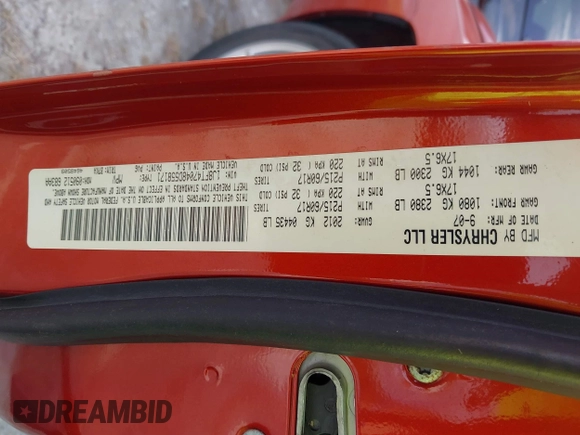 MFD BY CHRYSLER LLC
DATE OF MFR: 9-07
GVWR: 2012 KG 04435 LB
GAWR FRONT: 1080 KG 2380 LB
WITH TIRES P215/60R17
RIMS AT 17X6.5
220 KPA ( 32 PSI) COLD
GAWR REAR: 1044 KG 2300 LB
WITH TIRES P215/60R17
RIMS AT 17X6.5
220 KPA ( 32 PSI) COLD
THIS VEHICLE CONFORMS TO ALL APPLICABLE U.S.A. FEDERAL MOTOR VEHICLE SAFETY AND
THEFT PREVENTION STANDARDS IN EFFECT ON THE DATE OF MANUFACTURE SHOWN ABOVE.
VIN: TYPE: MPV
VEHICLE MADE IN U.S.A. PAINT: TRIM:
DREAMBID